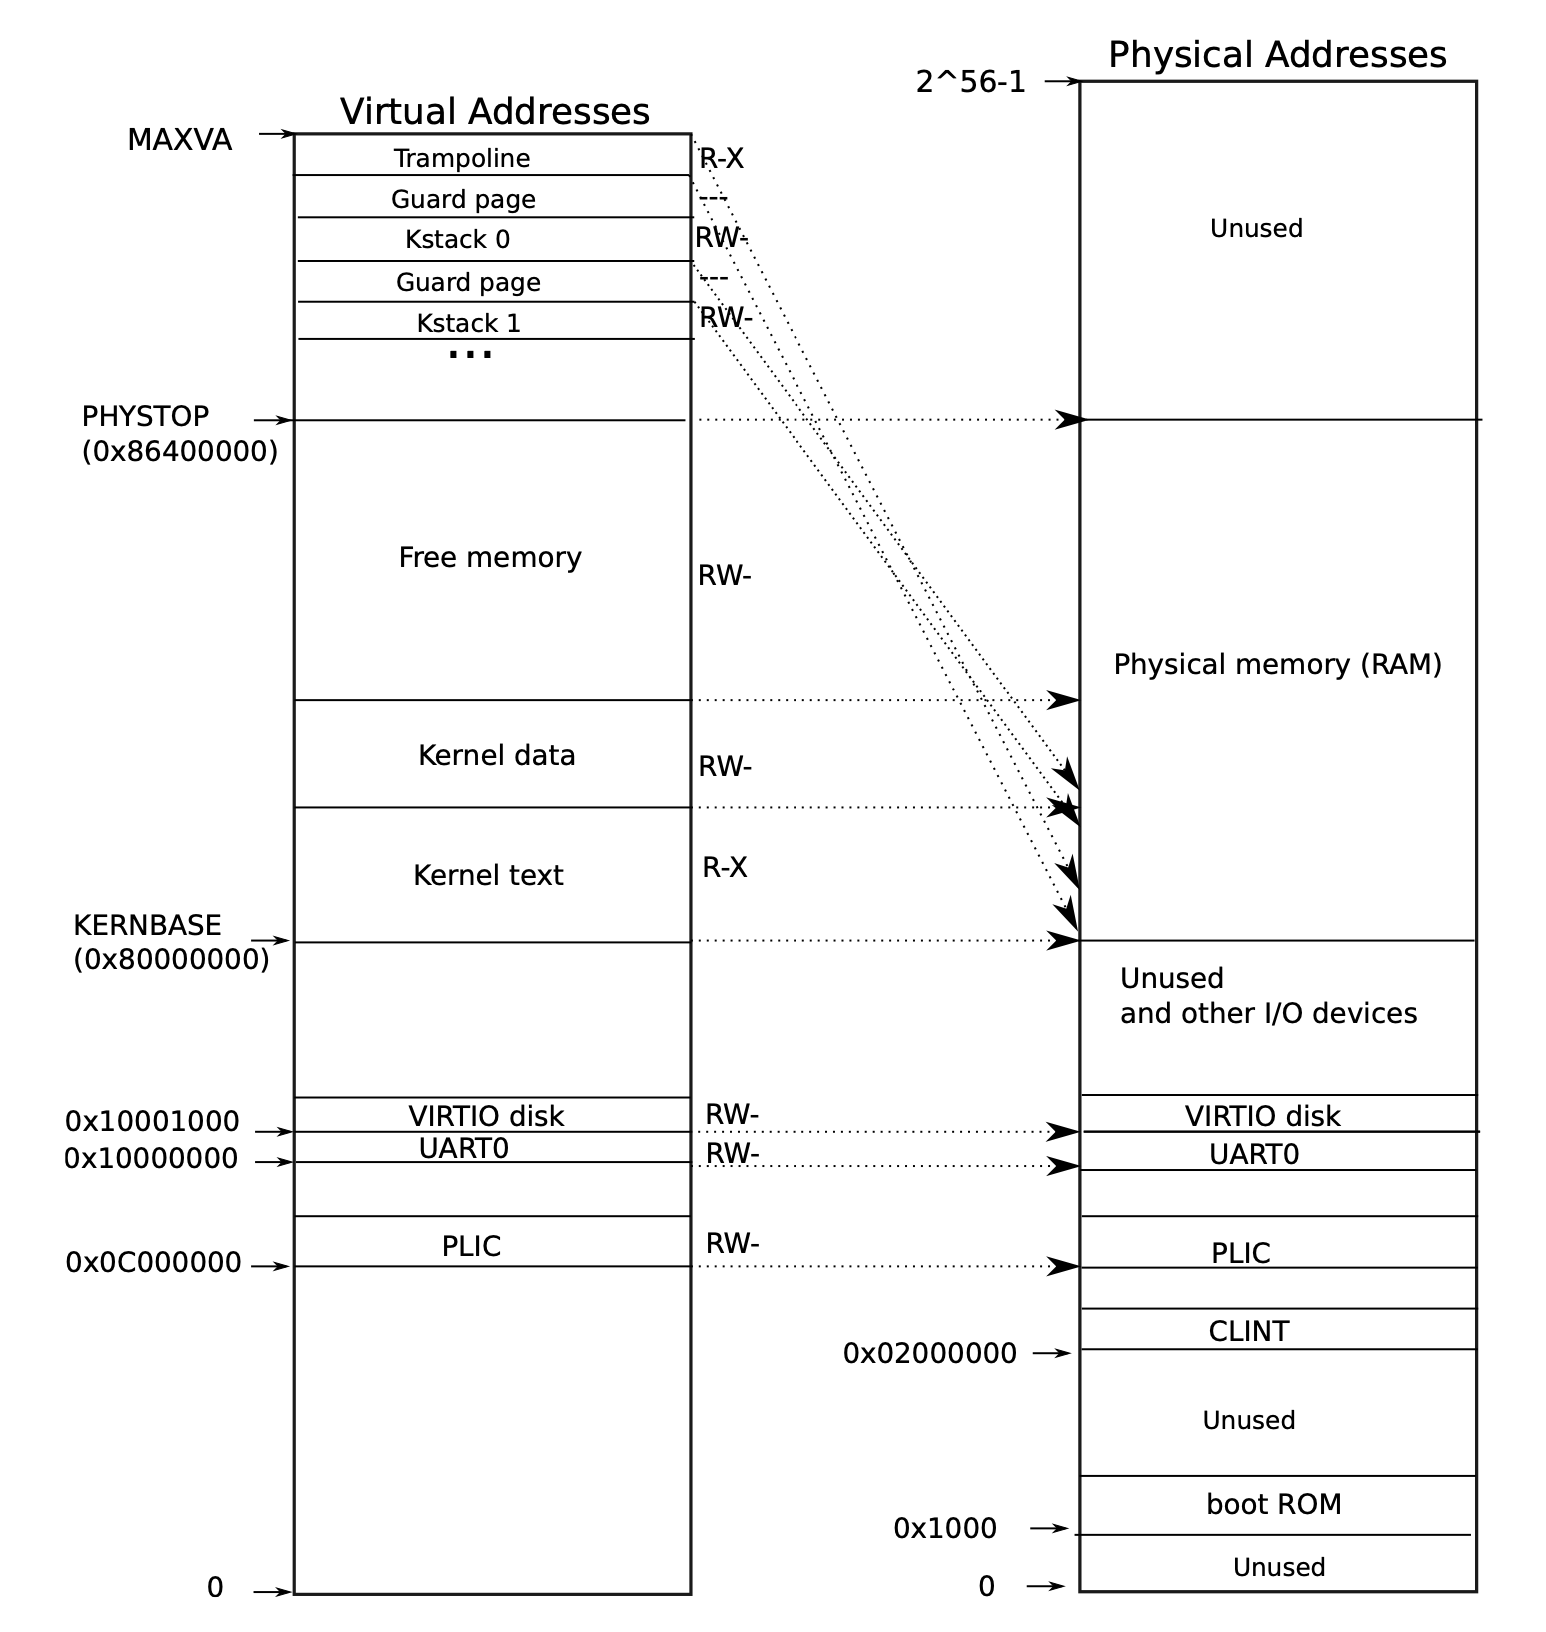 Physical Addresses
2^56-1
Virtual Addresses
MAXVA
Trampoline
R-X
Guard page
---
Kstack 0
RW-
Guard page
---
Kstack 1
RW-
...
Unused
PHYSTOP
(0x86400000)
Free memory
RW-
Physical memory (RAM)
Kernel data
RW-
Kernel text
R-X
KERNBASE
(0x80000000)
Unused
and other I/O devices
0x10001000
VIRTIO disk
RW-
VIRTIO disk
0x10000000
UART0
RW-
UART0
0x0C000000
PLIC
RW-
PLIC
CLINT
0x02000000
Unused
boot ROM
0x1000
Unused
0
0